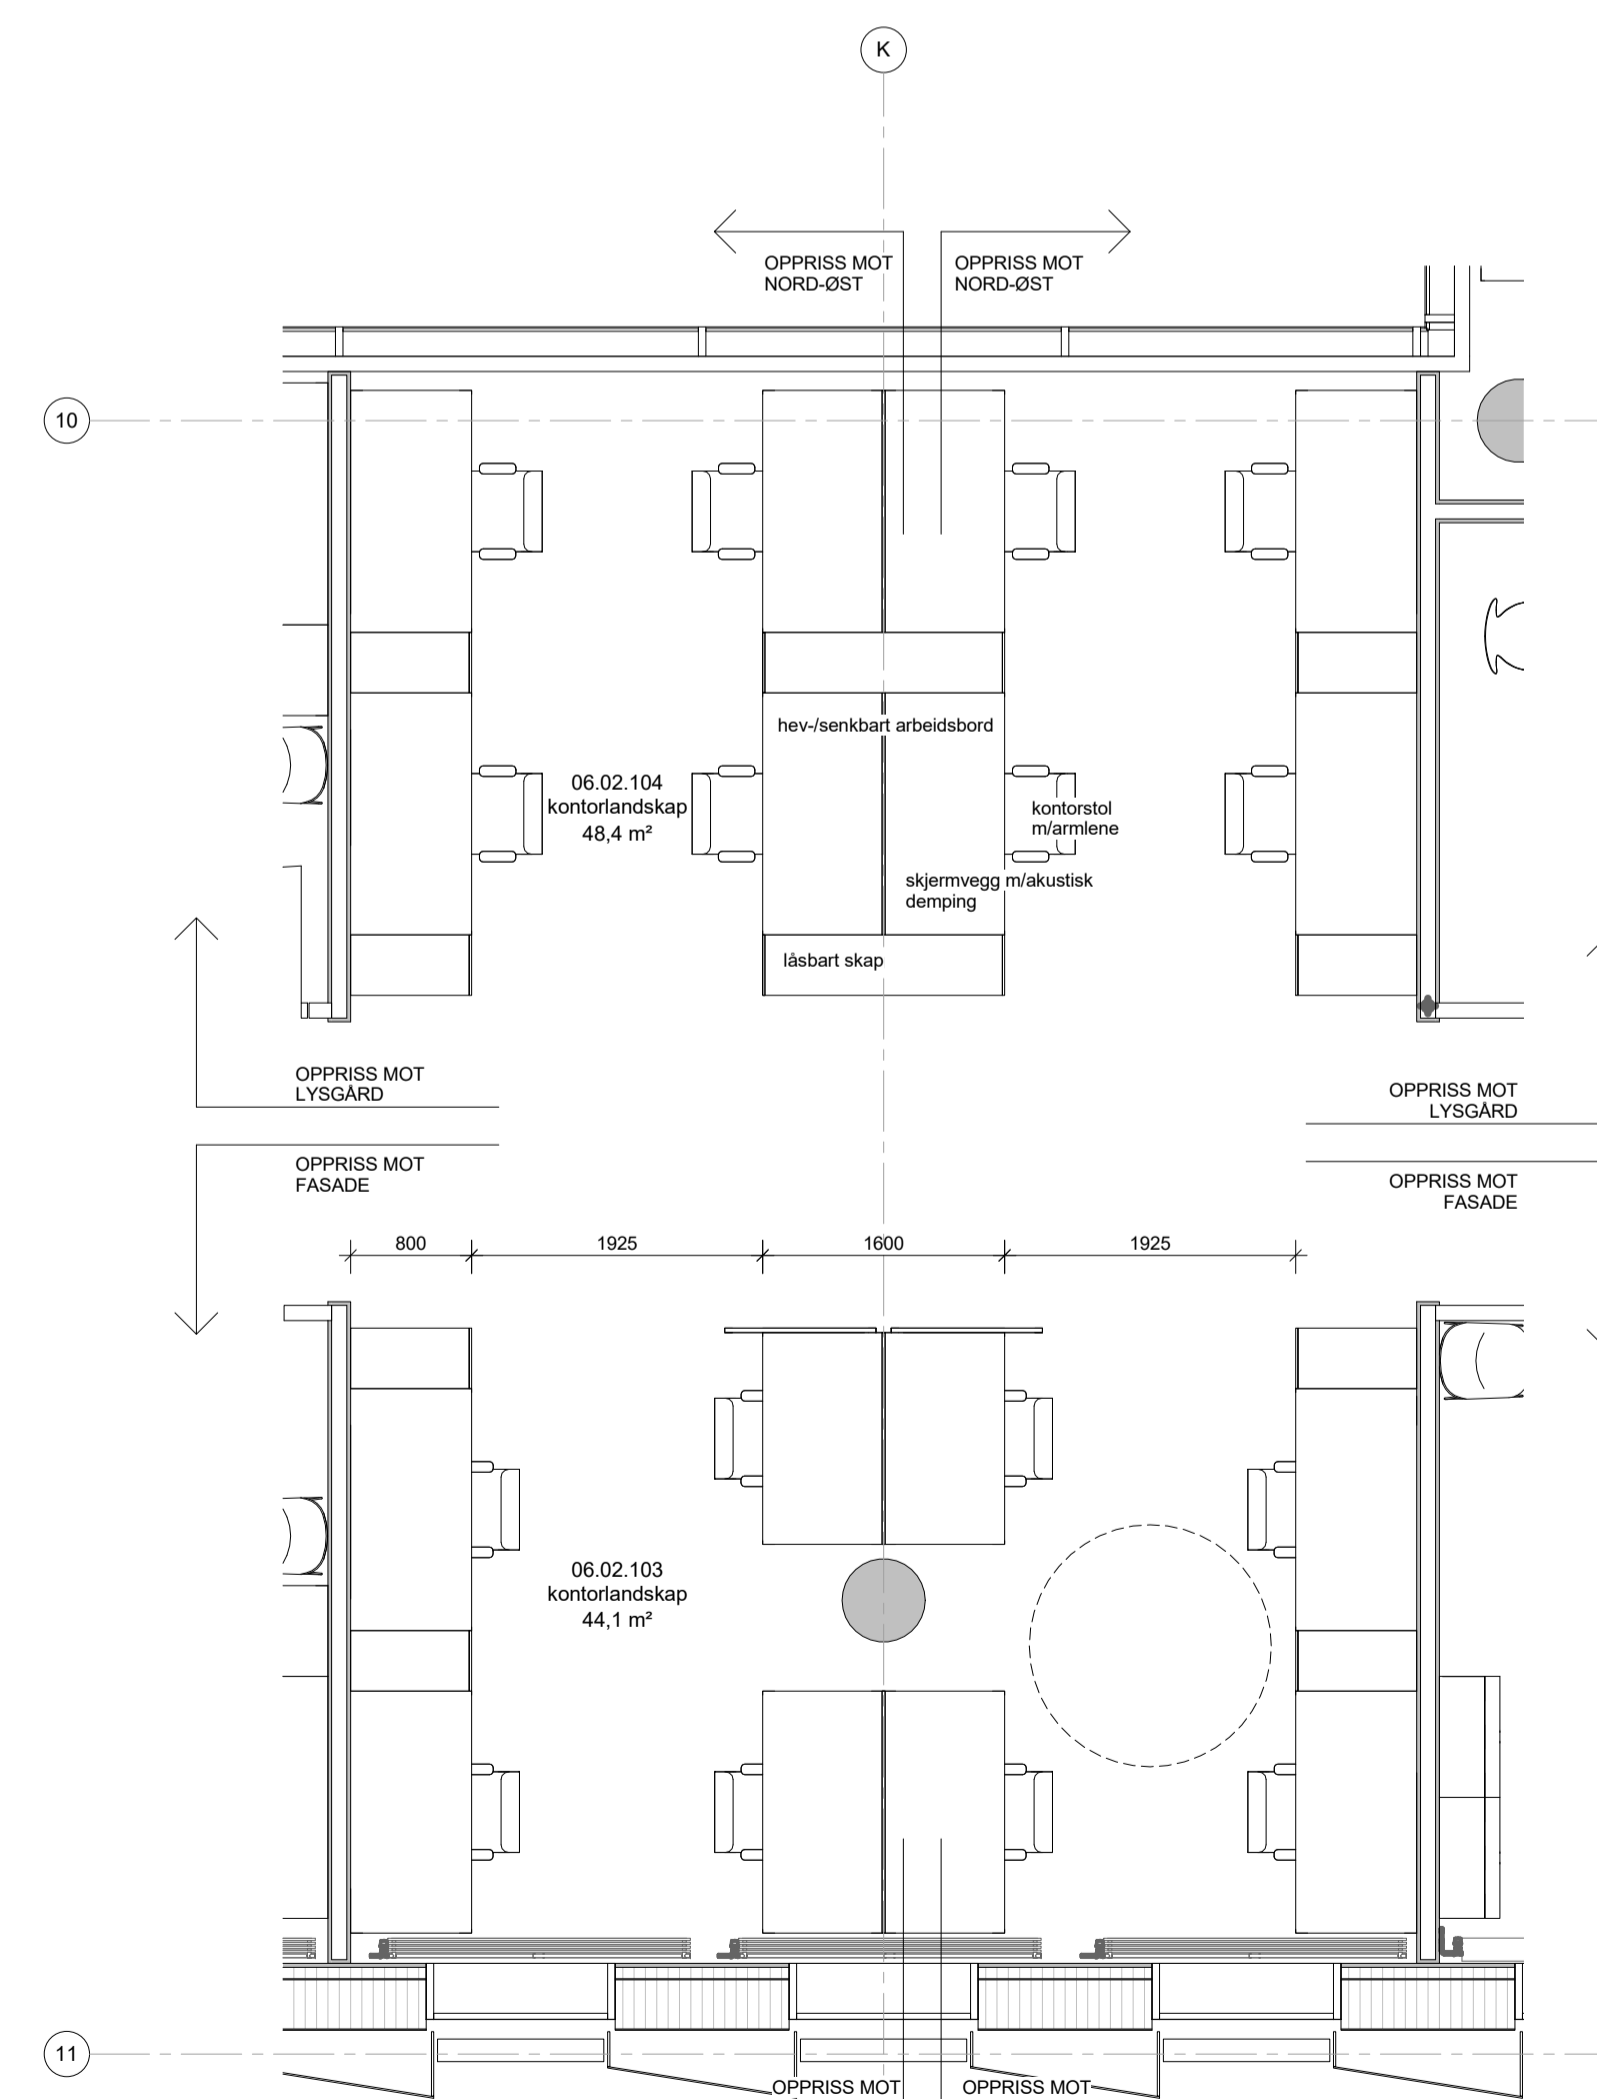 K
OPPRISS MOT
NORD-ØST
OPPRISS MOT
NORD-ØST
10
hev-/senkbart arbeidsbord
06.02.104
kontorlandskap
48,4 m²
kontorstol
m/armlene
skjermvegg m/akustisk
demping
låsbart skap
OPPRISS MOT
LYSGÅRD
OPPRISS MOT
LYSGÅRD
OPPRISS MOT
FASADE
OPPRISS MOT
FASADE
800
1925
1600
1925
06.02.103
kontorlandskap
44,1 m²
11
OPPRISS MOT
OPPRISS MOT